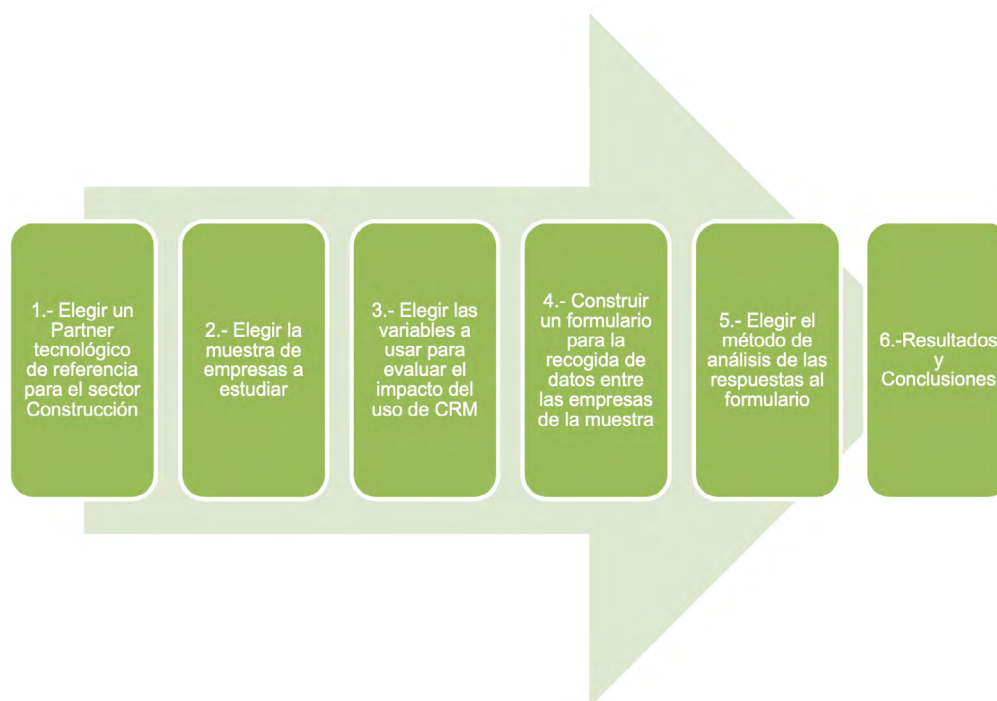 1.- Elegir un
Partner
tecnológico
de referencia
para el sector
Construcción
2.- Elegir la
muestra de
empresas a
estudiar
3.- Elegir las
variables a
usar para
evaluar el
impacto del
uso de CRM
4.- Construir
un formulario
para la
recogida de
datos entre
las empresas
de la muestra
5.- Elegir el
método de
análisis de las
respuestas al
formulario
6.-Resultados
y
Conclusiones